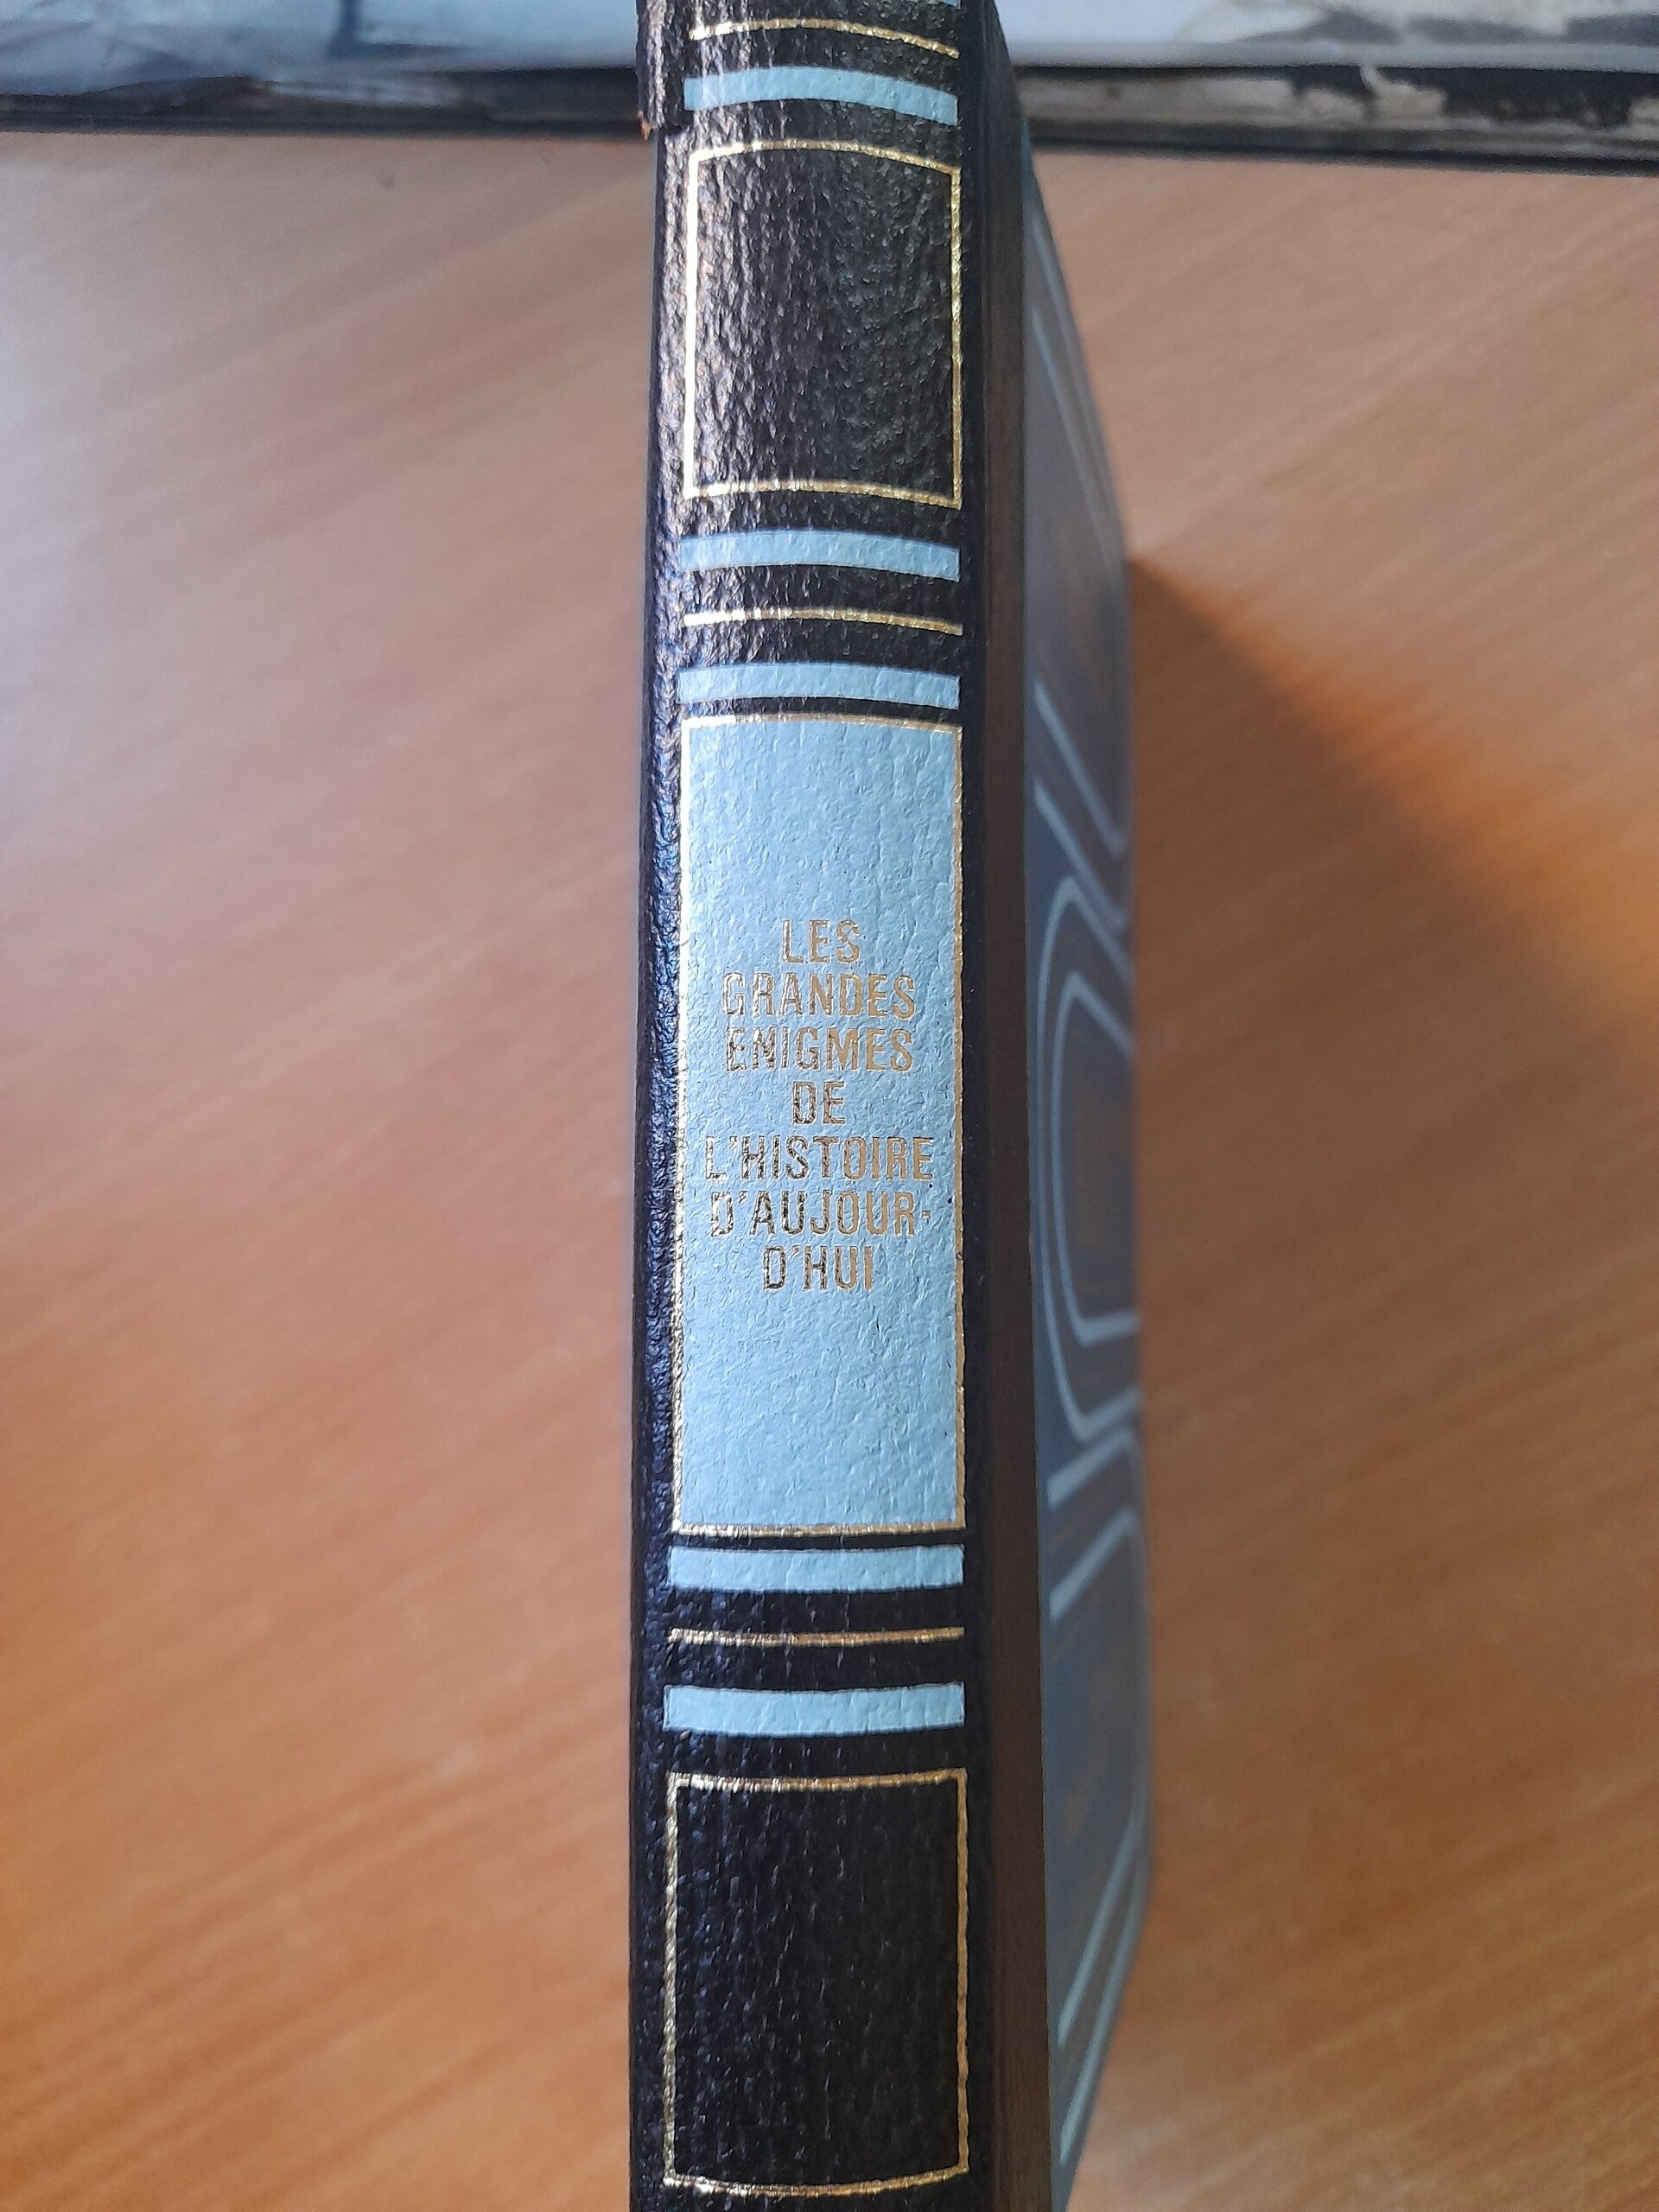 LES
GRANDES
ENIGMES
DE
L'HISTOIRE
D'AUJOUR-
D'HUI